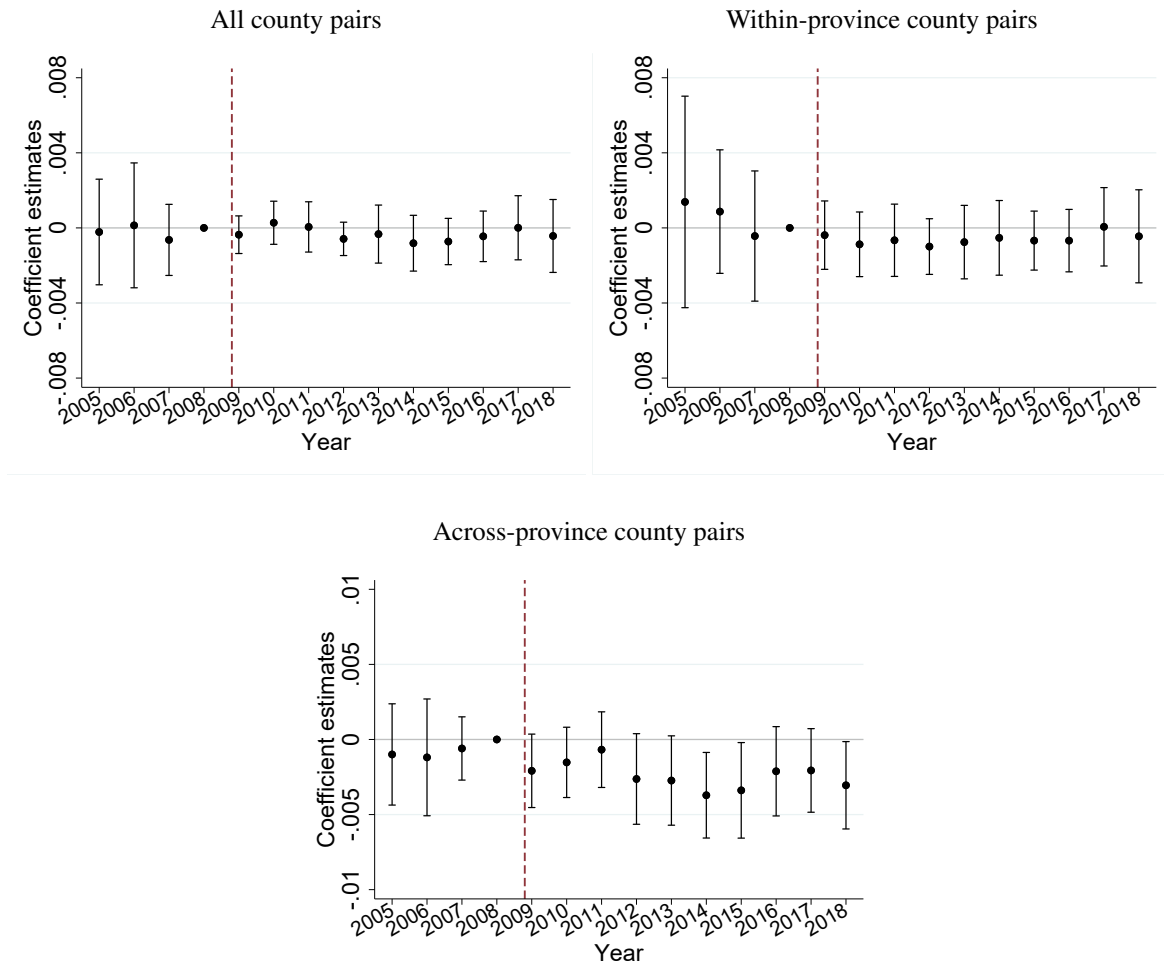 All county pairs
Coefficient estimates
.008
.004
0
-.004
-.008
2005 2006 2007 2008 2009 2010 2011 2012 2013 2014 2015 2016 2017 2018
Year
Within-province county pairs
Coefficient estimates
.008
.004
0
-.004
-.008
2005 2006 2007 2008 2009 2010 2011 2012 2013 2014 2015 2016 2017 2018
Year
Across-province county pairs
Coefficient estimates
.01
.005
0
-.005
-.01
2005 2006 2007 2008 2009 2010 2011 2012 2013 2014 2015 2016 2017 2018
Year